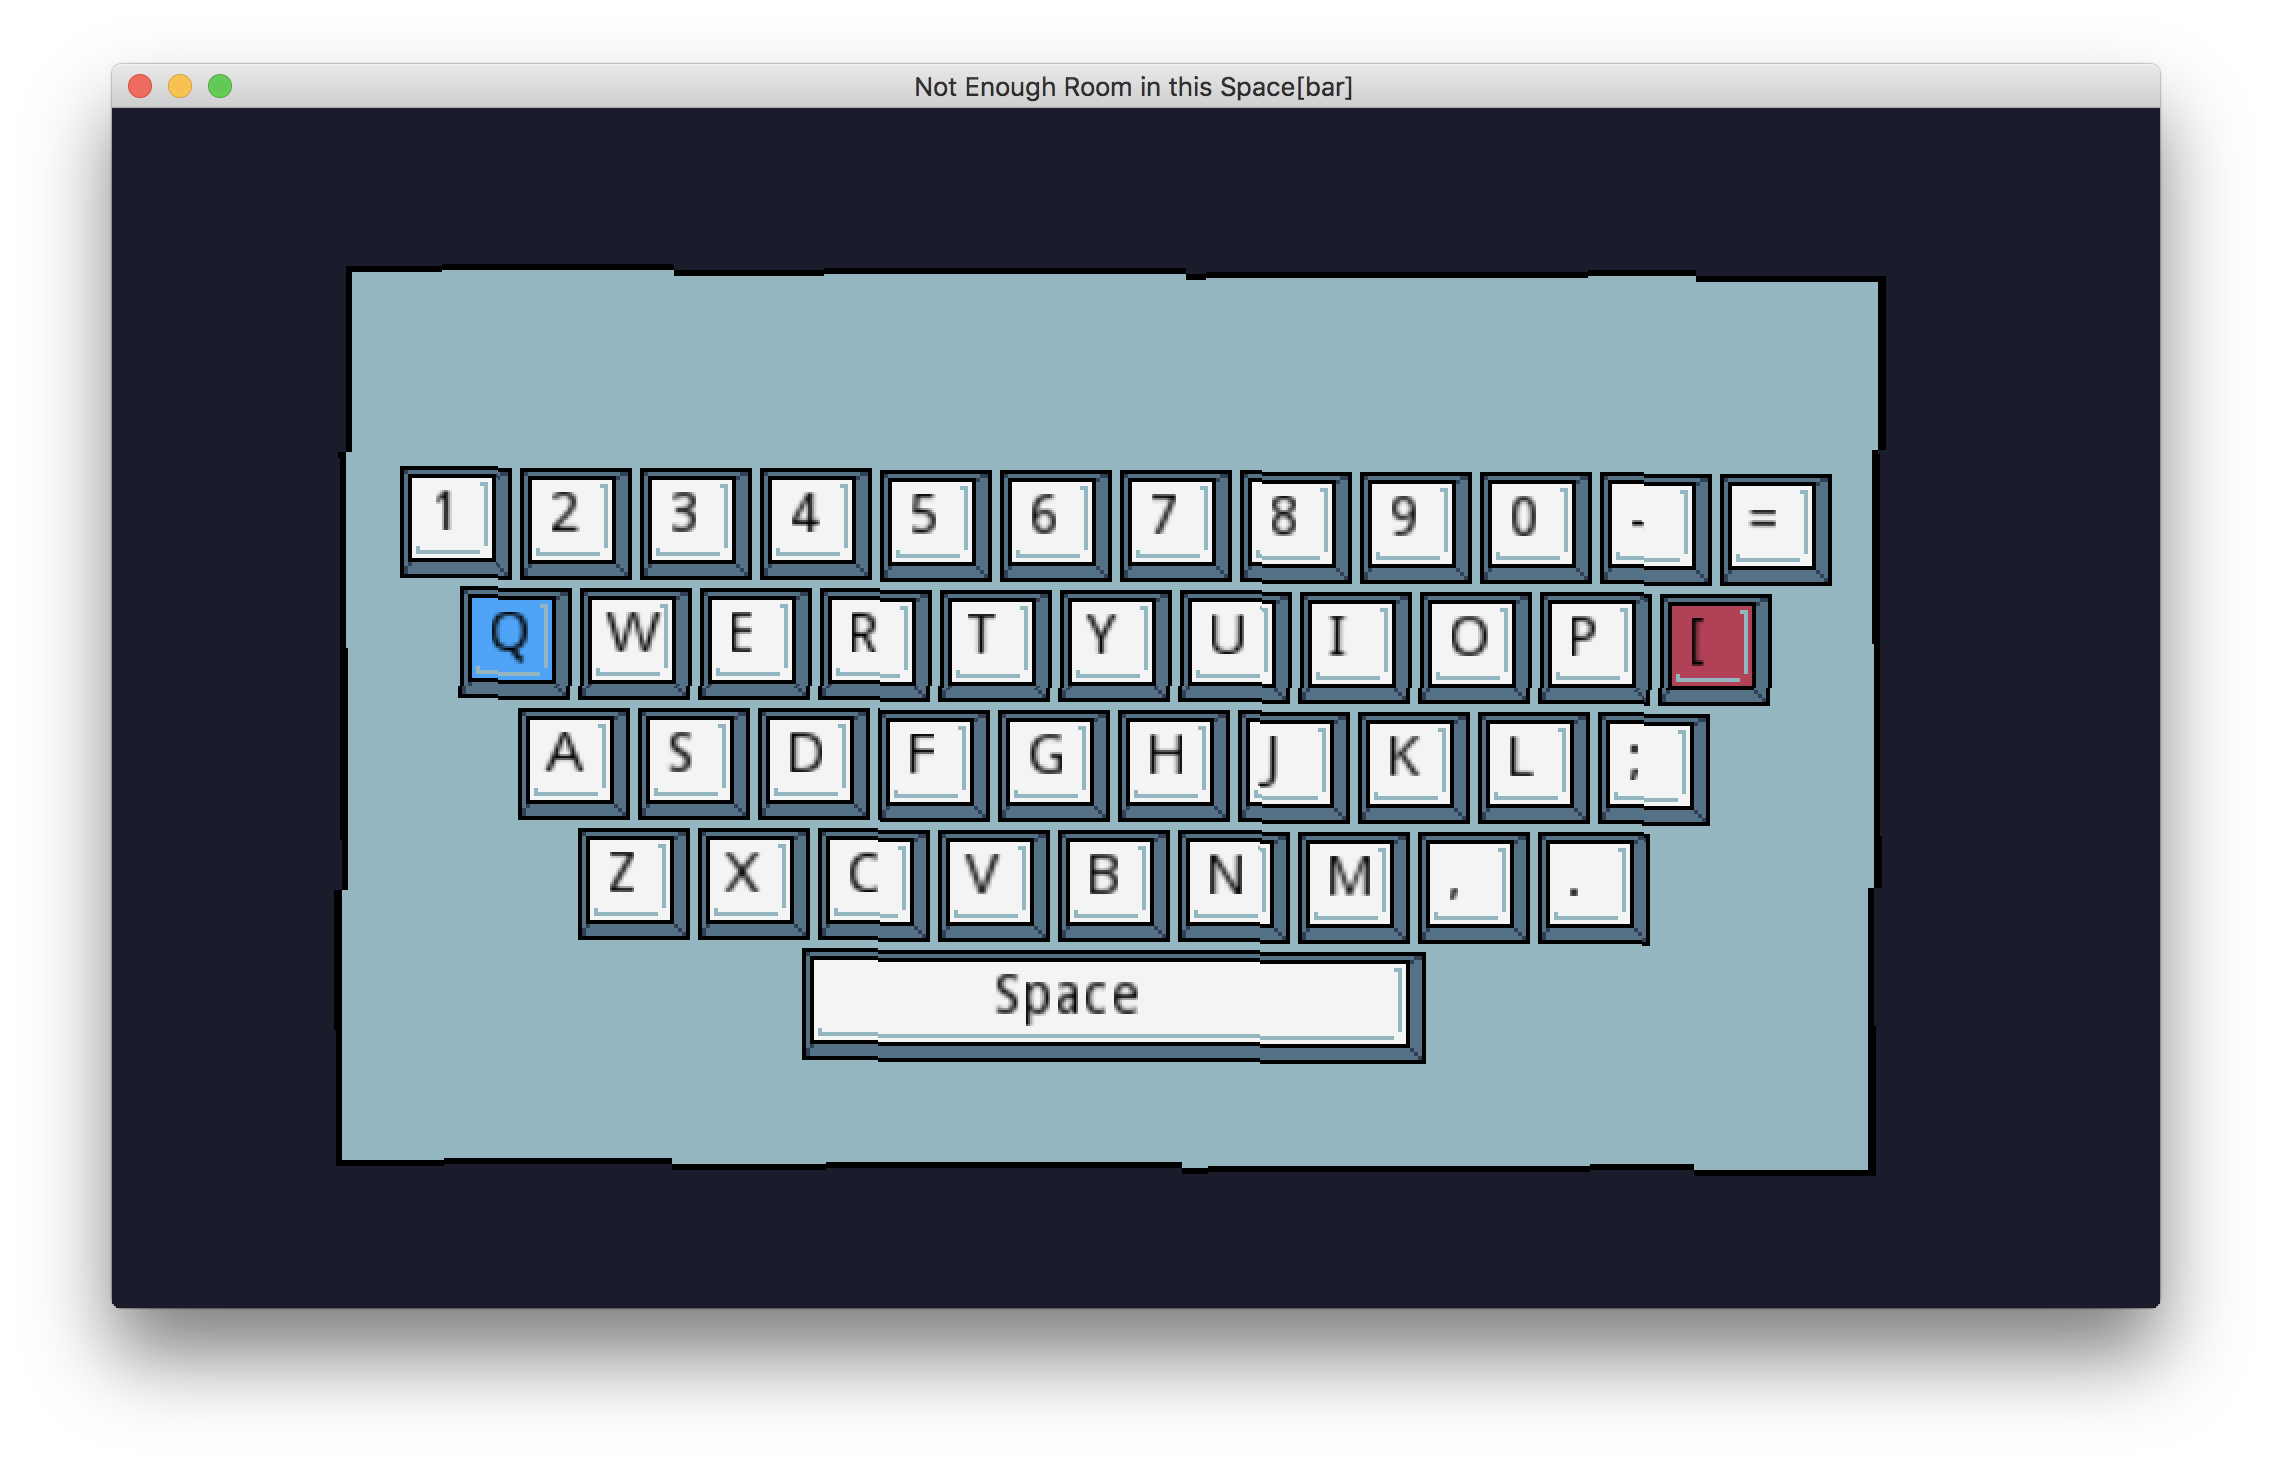 Not Enough Room in this Space[bar]
1 2 3 4 5 6 7 8 9 0 - =
Q W E R T Y U I O P [
A S D F G H J K L ;
Z X C V B N M , .
Space